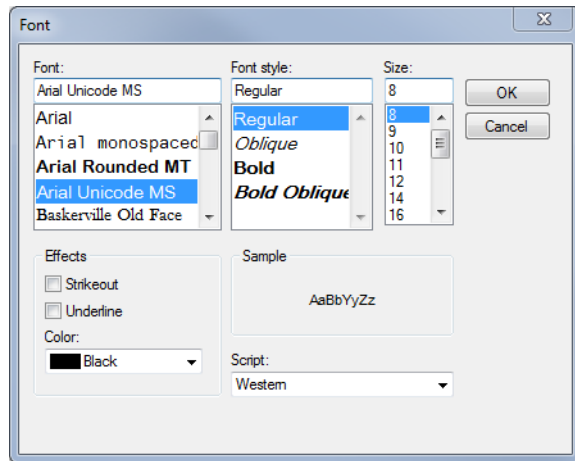 Font
Font:
Arial Unicode MS
Arial
Arial monospaced
Arial Rounded MT
Arial Unicode MS
Baskerville Old Face
Font style:
Regular
Regular
Oblique
Bold
Bold Oblique
Size:
8
8
9
10
11
12
14
16
OK
Cancel
Effects
Strikeout
Underline
Color:
Black
Sample
AaBbYyZz
Script:
Western